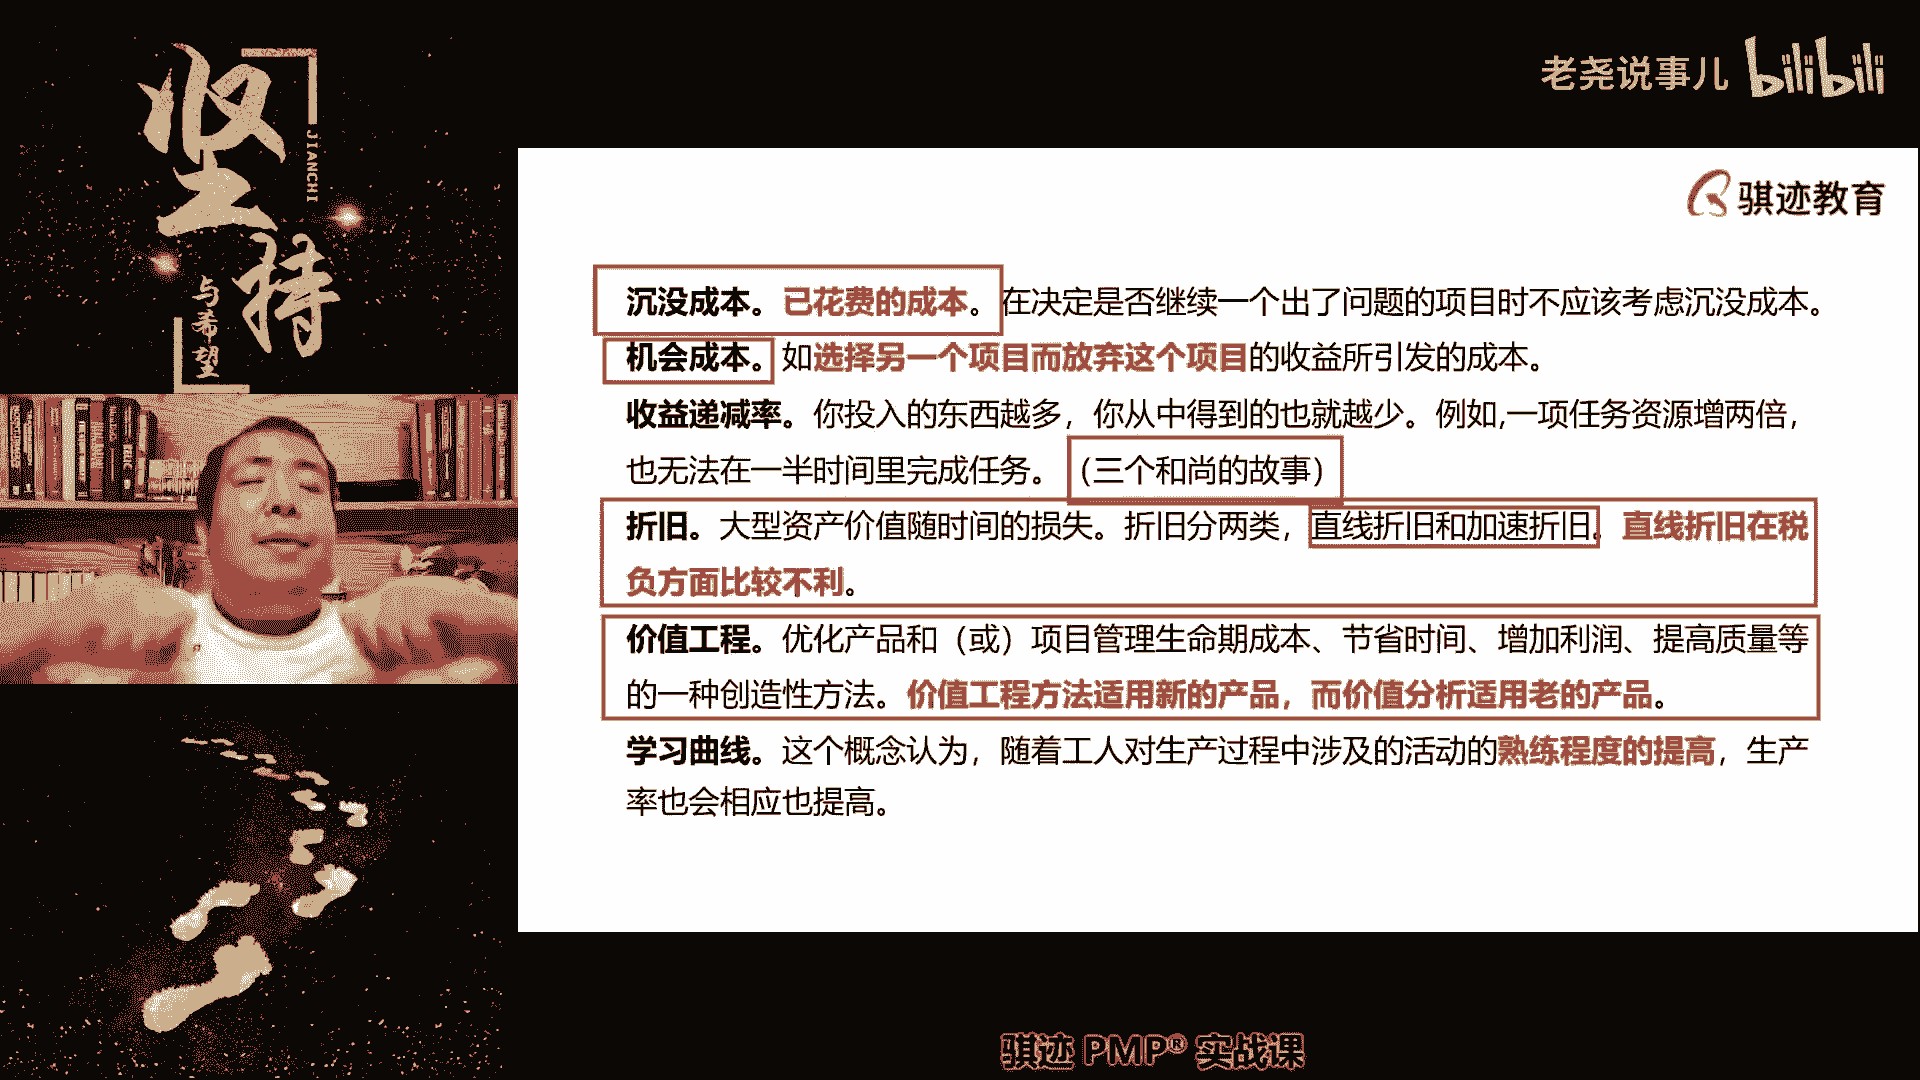 坚持
JIANCHI
与希望
老尧说事儿 bilibili
骐迹教育
沉没成本。已花费的成本。在决定是否继续一个出了问题的项目时不应该考虑沉没成本。
机会成本。如选择另一个项目而放弃这个项目的收益所引发的成本。
收益递减率。你投入的东西越多，你从中得到的也就越少。例如,一项任务资源增两倍，
也无法在一半时间里完成任务。（三个和尚的故事）
折旧。大型资产价值随时间的损失。折旧分两类，直线折旧和加速折旧。直线折旧在税
负方面比较不利。
价值工程。优化产品和（或）项目管理生命期成本、节省时间、增加利润、提高质量等
的一种创造性方法。价值工程方法适用新的产品，而价值分析适用老的产品。
学习曲线。这个概念认为，随着工人对生产过程中涉及的活动的熟练程度的提高，生产
率也会相应也提高。
骐迹 PMP® 实战课